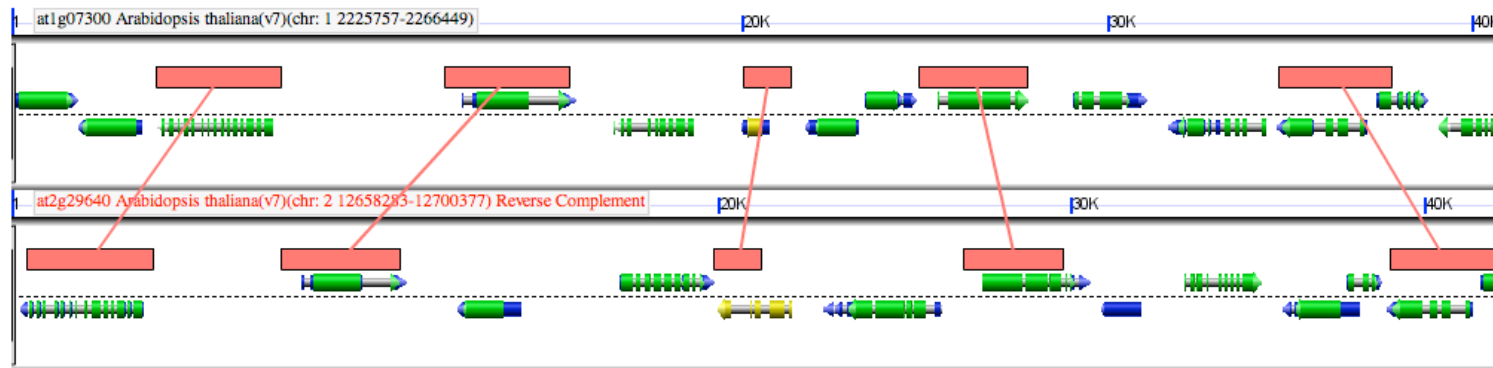 1 at1g07300 Arabidopsis thaliana(v7)(chr: 1 2225757-2266449) 20K 30K 40K
1 at2g29640 Arabidopsis thaliana(v7)(chr: 2 12658283-12700377) Reverse Complement 20K 30K 40K